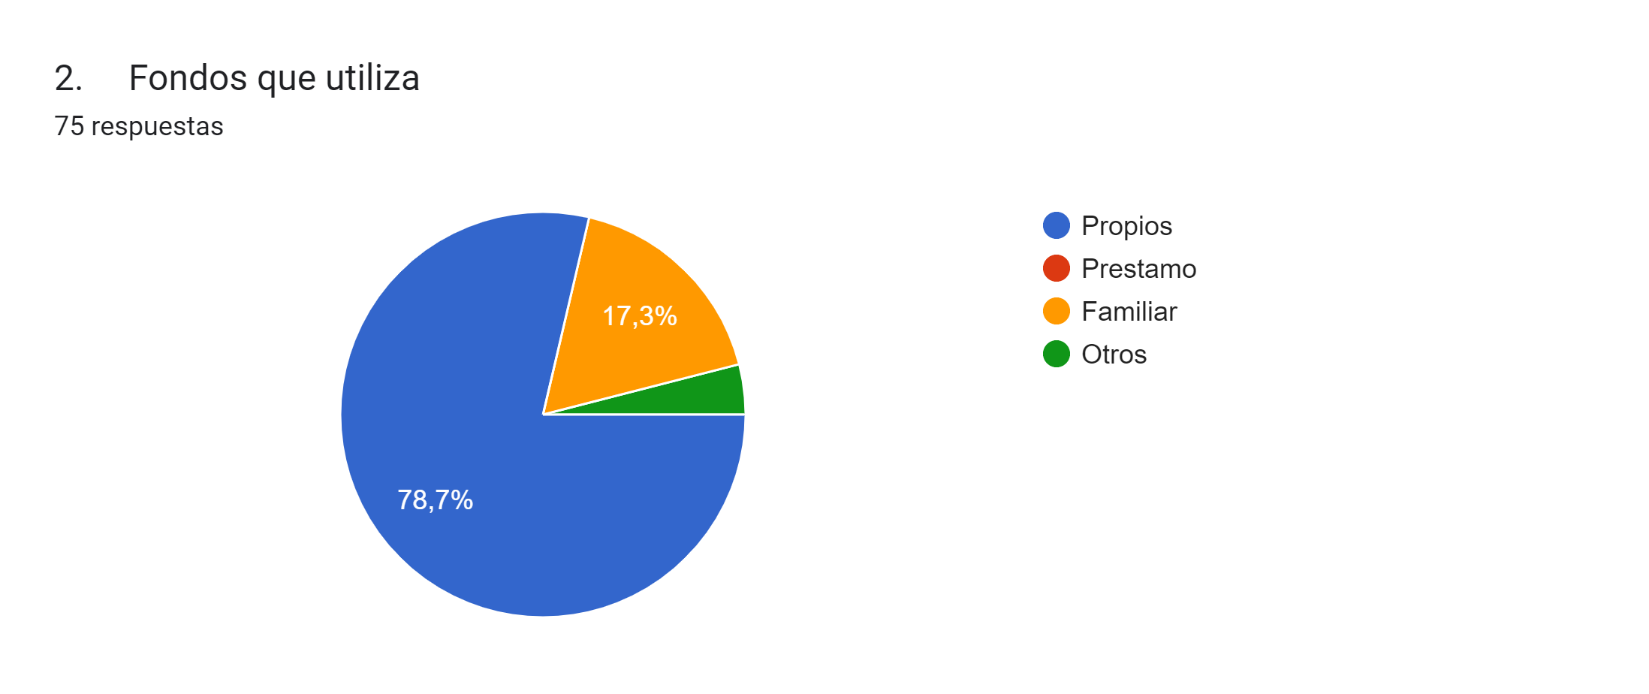 2. Fondos que utiliza
75 respuestas
17,3%
78,7%
Propios
Prestamo
Familiar
Otros